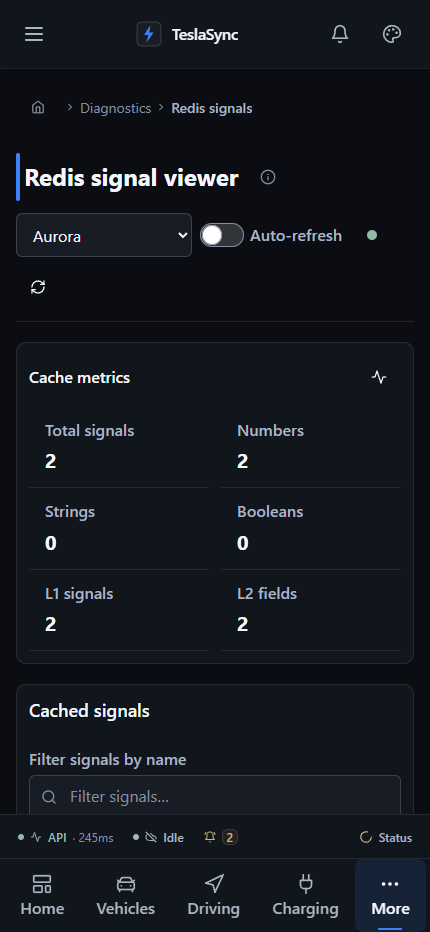 TeslaSync
Diagnostics Redis signals
Redis signal viewer
Aurora Auto-refresh
Cache metrics
Total signals Numbers
2 2
Strings Booleans
0 0
L1 signals L2 fields
2 2
Cached signals
Filter signals by name
Filter signals...
API · 245ms Idle 2 Status
Home Vehicles Driving Charging More